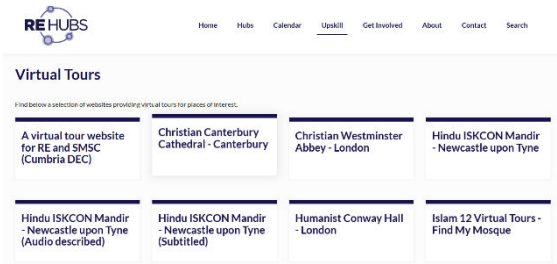 RE HUBS
Home Hubs Calendar Upskill Get Involved About Contact Search
Virtual Tours
Find below a selection of websites providing virtual tours for places of interest.
A virtual tour website
for RE and SMSC
(Cumbria DEC)
Christian Canterbury
Cathedral - Canterbury
Christian Westminster
Abbey - London
Hindu ISKCON Mandir
- Newcastle upon Tyne
Hindu ISKCON Mandir
- Newcastle upon Tyne
(Audio described)
Hindu ISKCON Mandir
- Newcastle upon Tyne
(Subtitled)
Humanist Conway Hall
- London
Islam 12 Virtual Tours -
Find My Mosque